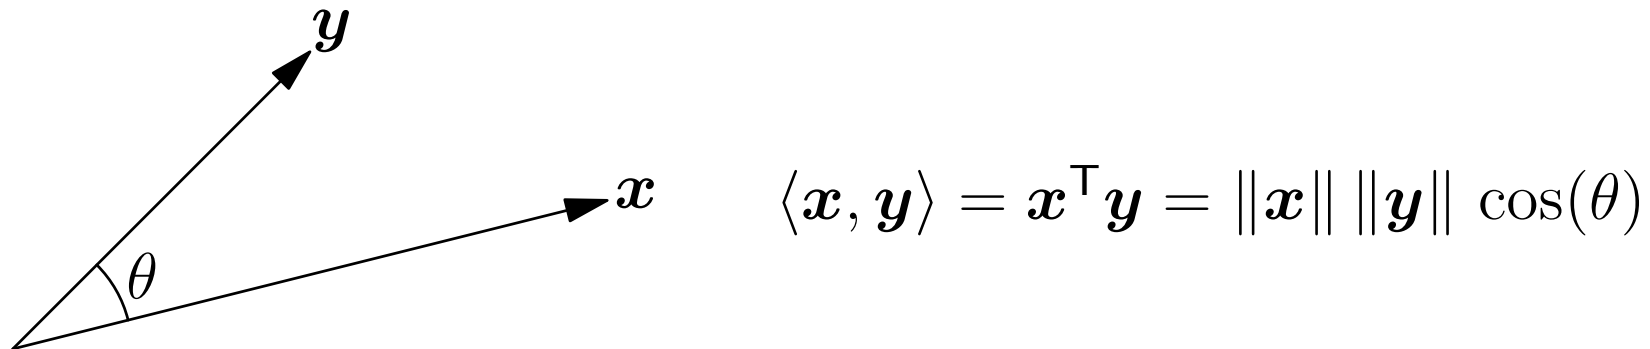 y
x
θ
⟨x, y⟩ = xᵀy = ‖x‖ ‖y‖ cos(θ)